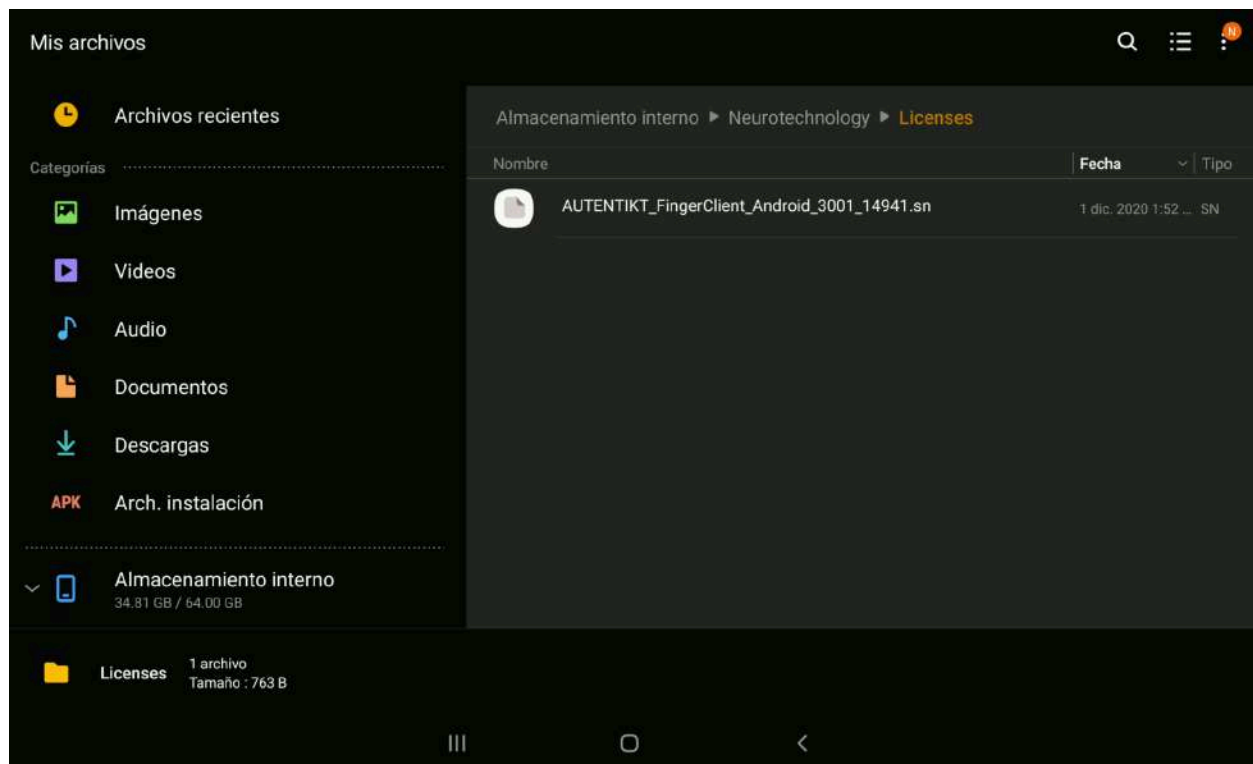 Mis archivos
N
Archivos recientes
Categorías
Imágenes
Videos
Audio
Documentos
Descargas
APK Arch. instalación
Almacenamiento interno
34.81 GB / 64.00 GB
Almacenamiento interno ▶ Neurotechnology ▶ Licenses
Nombre Fecha Tipo
AUTENTIKT_FingerClient_Android_3001_14941.sn 1 dic. 2020 1:52 ... SN
Licenses
1 archivo
Tamaño : 763 B